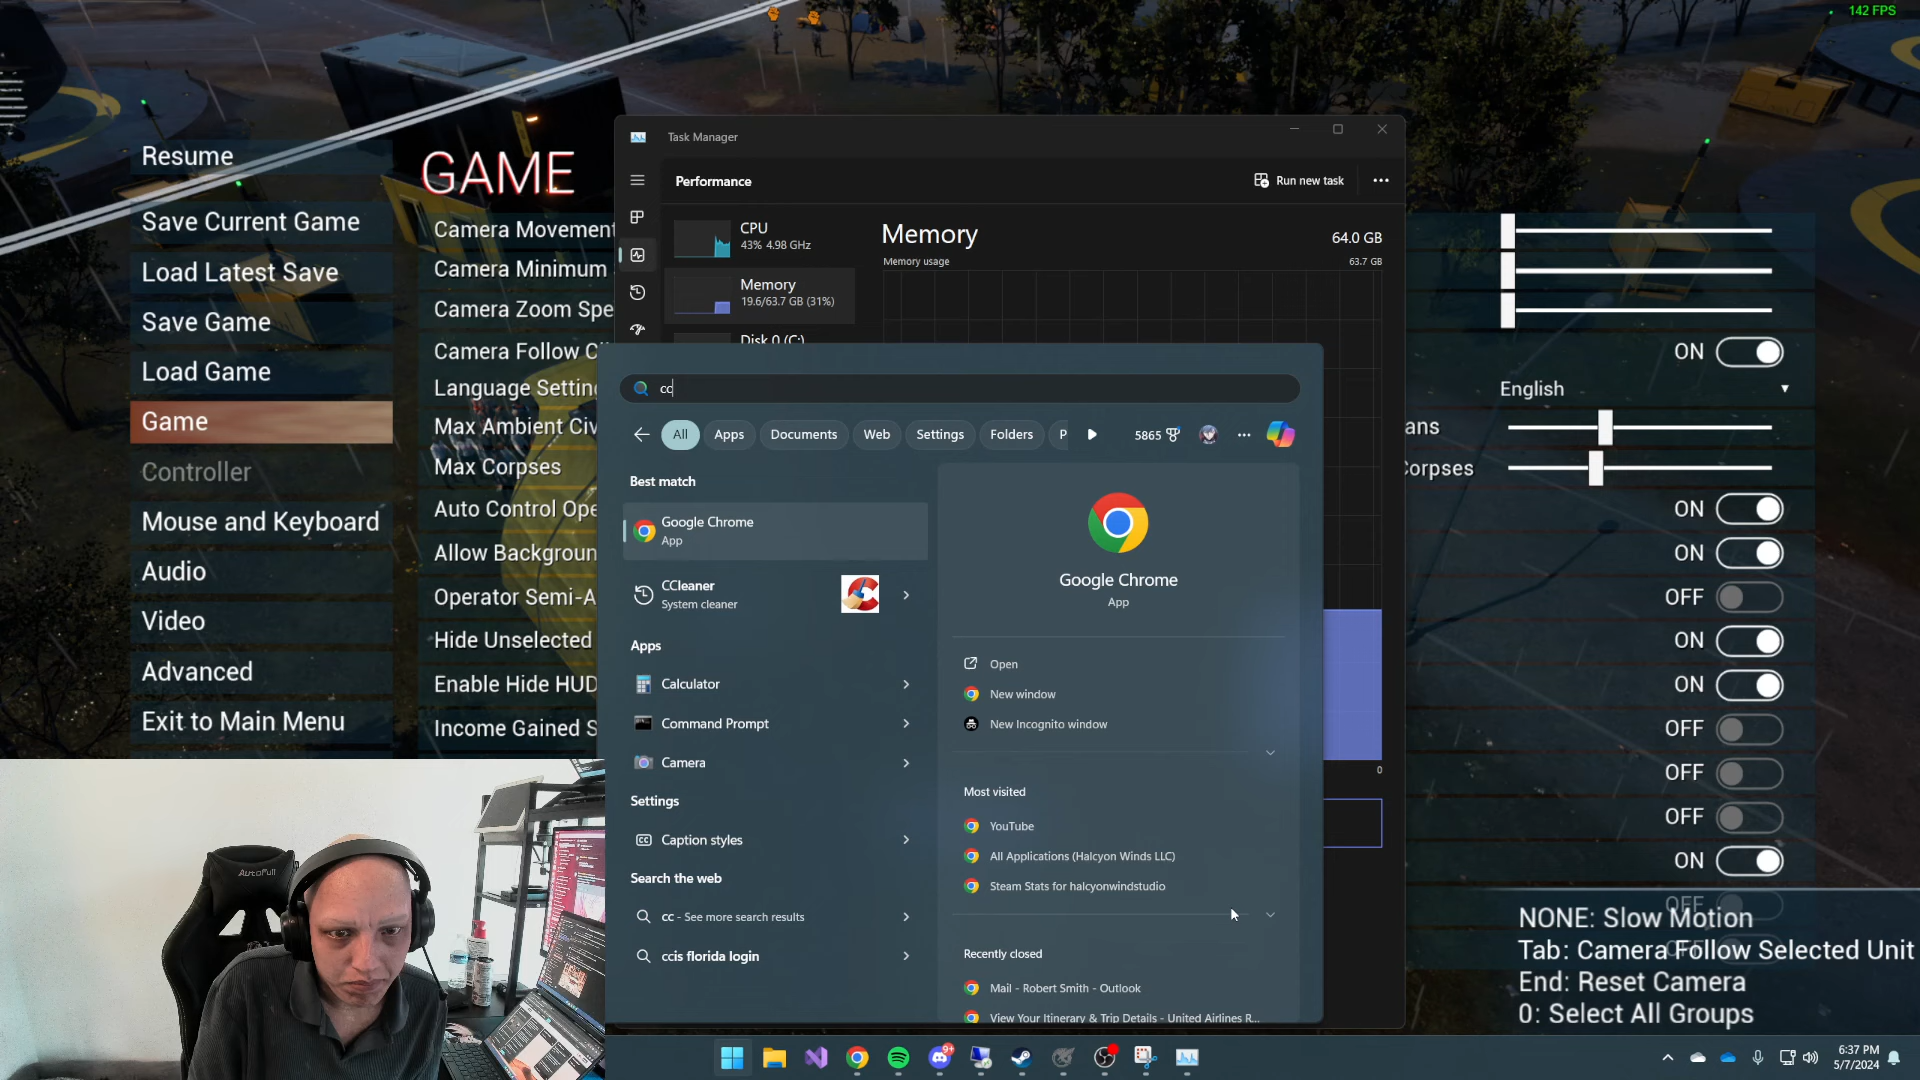 142 FPS
Resume
Save Current Game
Load Latest Save
Save Game
Load Game
Game
Controller
Mouse and Keyboard
Audio
Video
Advanced
Exit to Main Menu
GAME
Camera Movement
Camera Minimum
Camera Zoom Spe
Camera Follow Cl
Language Setting
Max Ambient Civ
Max Corpses
Auto Control Ope
Allow Backgroun
Operator Semi-A
Hide Unselected
Enable Hide HUD
Income Gained S
Task Manager
Performance
Run new task
CPU
43% 4.98 GHz
Memory
19.6/63.7 GB (31%)
Disk 0 (C:)
Memory
64.0 GB
Memory usage
63.7 GB
0
cc
All
Apps
Documents
Web
Settings
Folders
P
5865
Best match
Google Chrome
App
CCleaner
System cleaner
Apps
Calculator
Command Prompt
Camera
Settings
Caption styles
Search the web
cc - See more search results
ccis florida login
Google Chrome
App
Open
New window
New Incognito window
Most visited
YouTube
All Applications (Halcyon Winds LLC)
Steam Stats for halcyonwindstudio
Recently closed
Mail - Robert Smith - Outlook
View Your Itinerary & Trip Details - United Airlines R...
ON
English
ans
Corpses
ON
ON
OFF
ON
ON
OFF
OFF
OFF
ON
OFF
NONE: Slow Motion
Tab: Camera Follow Selected Unit
End: Reset Camera
0: Select All Groups
AutoFull
9+
6:37 PM
5/7/2024